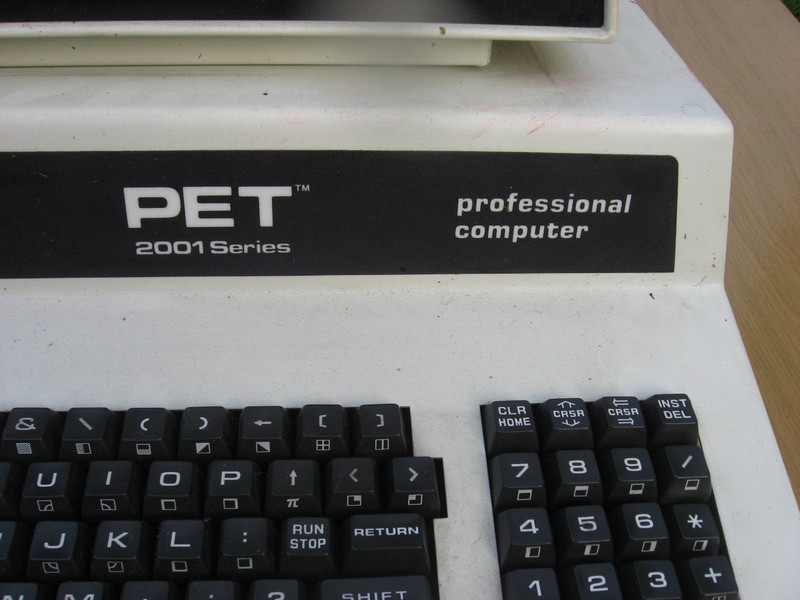 PET™
2001 Series
professional
computer
& \ ( ) ← [ ]
CLR HOME
⇑ CRSR ⇓
⇐ CRSR ⇒
INST DEL
U I O P ↑ < >
π
7 8 9 /
J K L : RUN STOP RETURN
4 5 6 *
N M , ; ? SHIFT
1 2 3 +